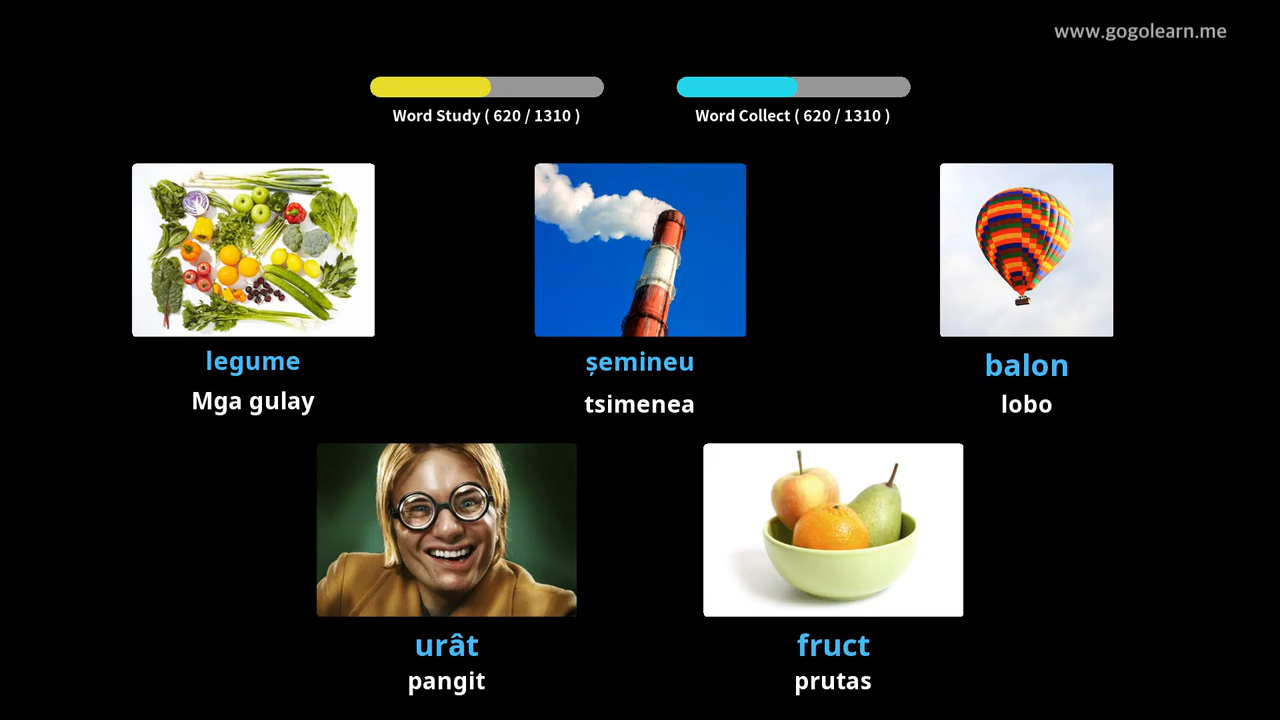 www.gogolearn.me
Word Study ( 620 / 1310 )
Word Collect ( 620 / 1310 )
legume
Mga gulay
șemineu
tsimenea
balon
lobo
urât
pangit
fruct
prutas